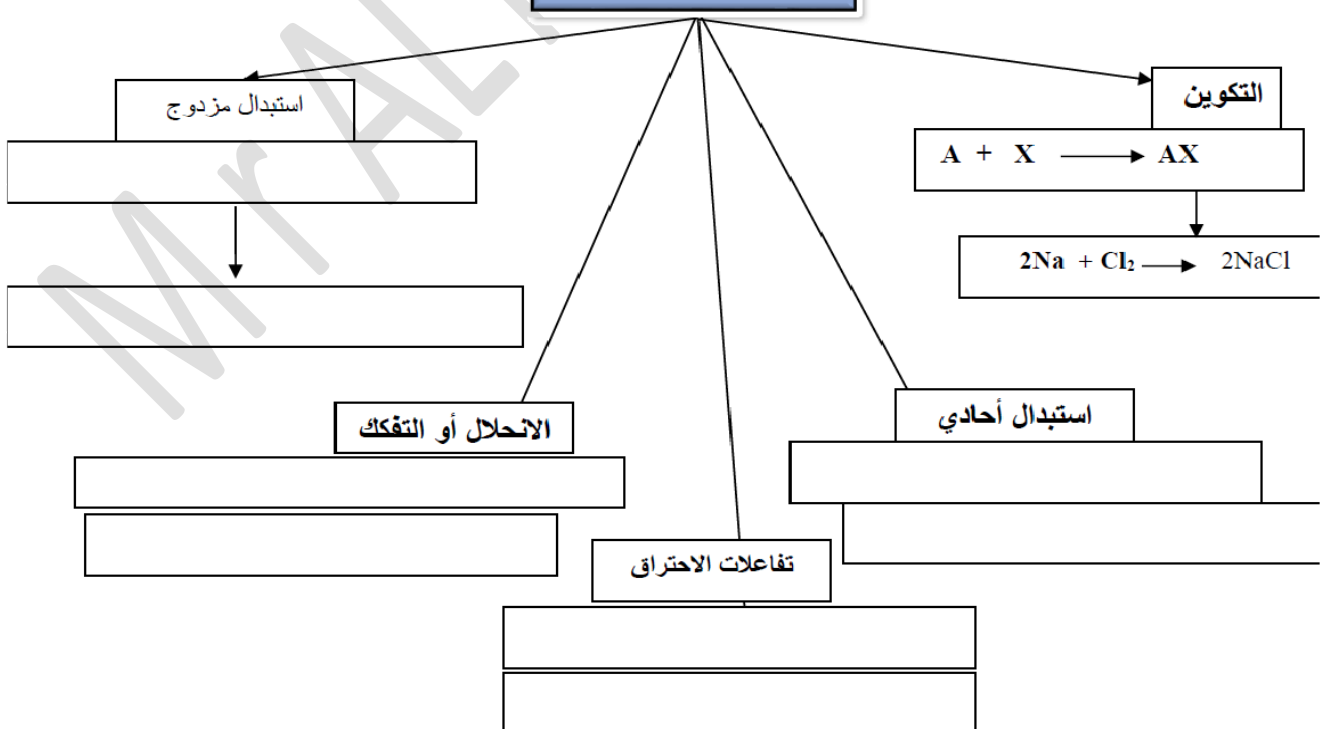 استبدال مزدوج
التكوين
A + X ⟶ AX
2Na + Cl₂ ⟶ 2NaCl
استبدال أحادي
الانحلال أو التفكك
تفاعلات الاحتراق
Mr AL